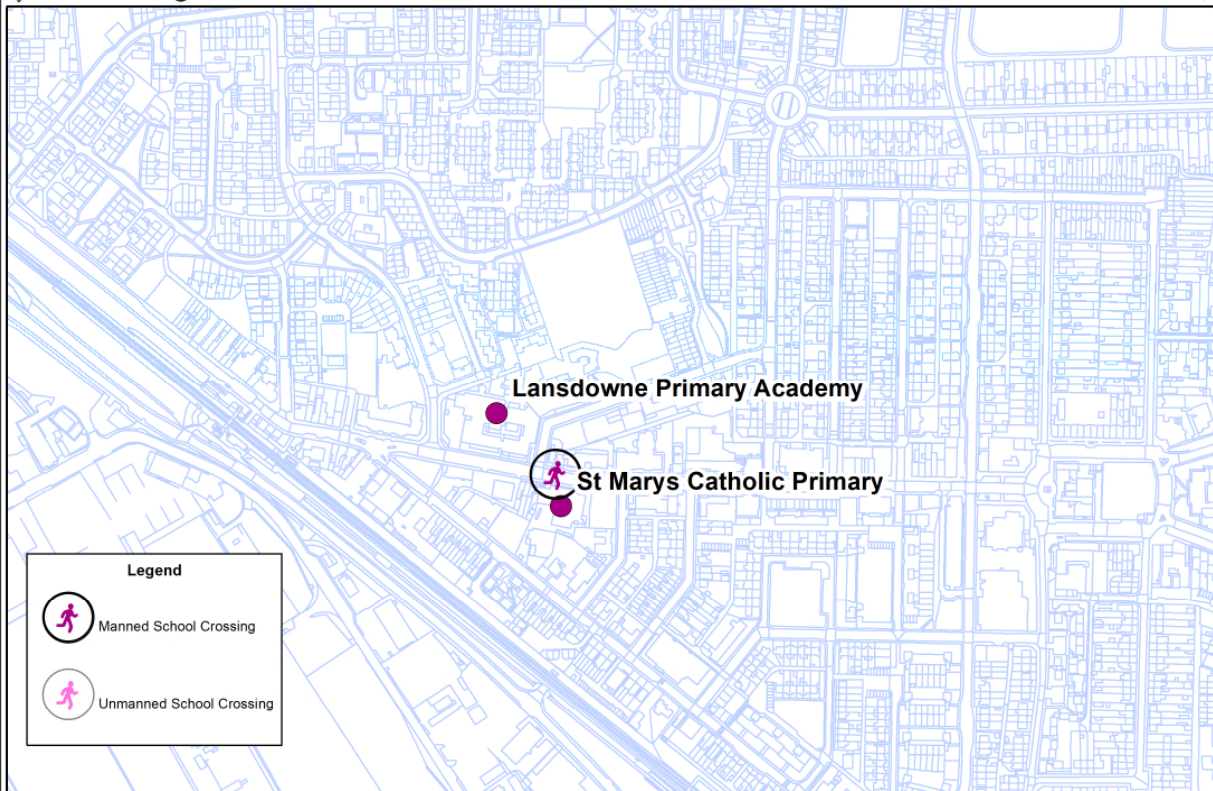 Lansdowne Primary Academy
St Marys Catholic Primary
Legend
Manned School Crossing
Unmanned School Crossing